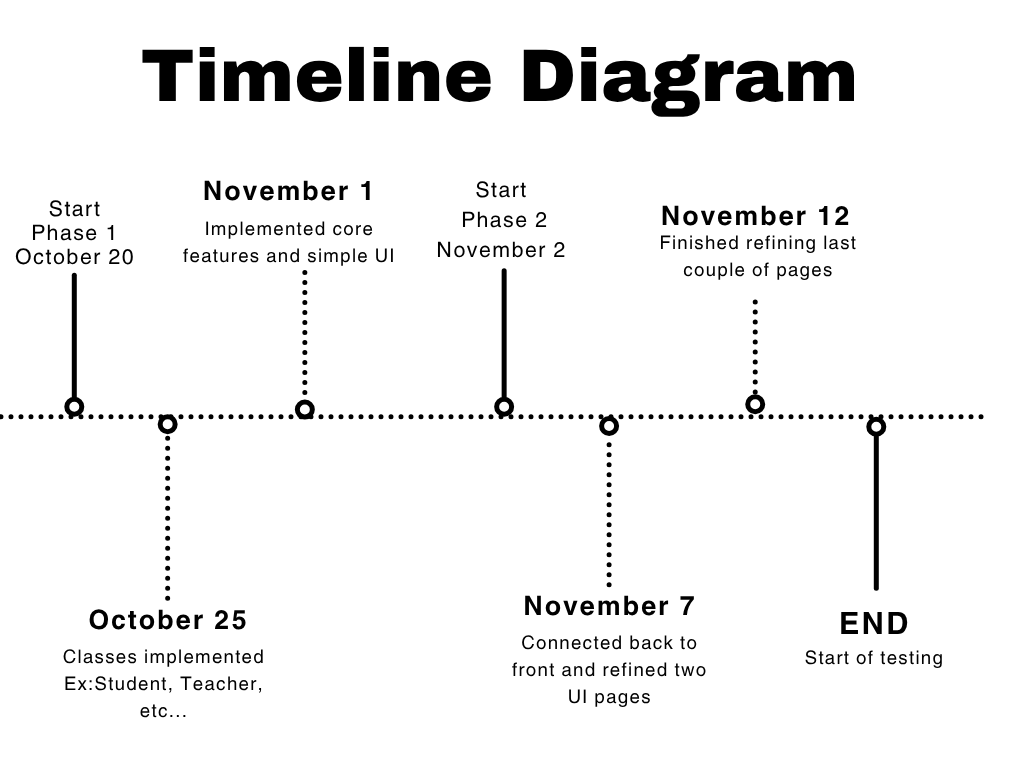 Timeline Diagram
Start
Phase 1
October 20
November 1
Implemented core
features and simple UI
Start
Phase 2
November 2
November 12
Finished refining last
couple of pages
October 25
Classes implemented
Ex:Student, Teacher,
etc...
November 7
Connected back to
front and refined two
UI pages
END
Start of testing